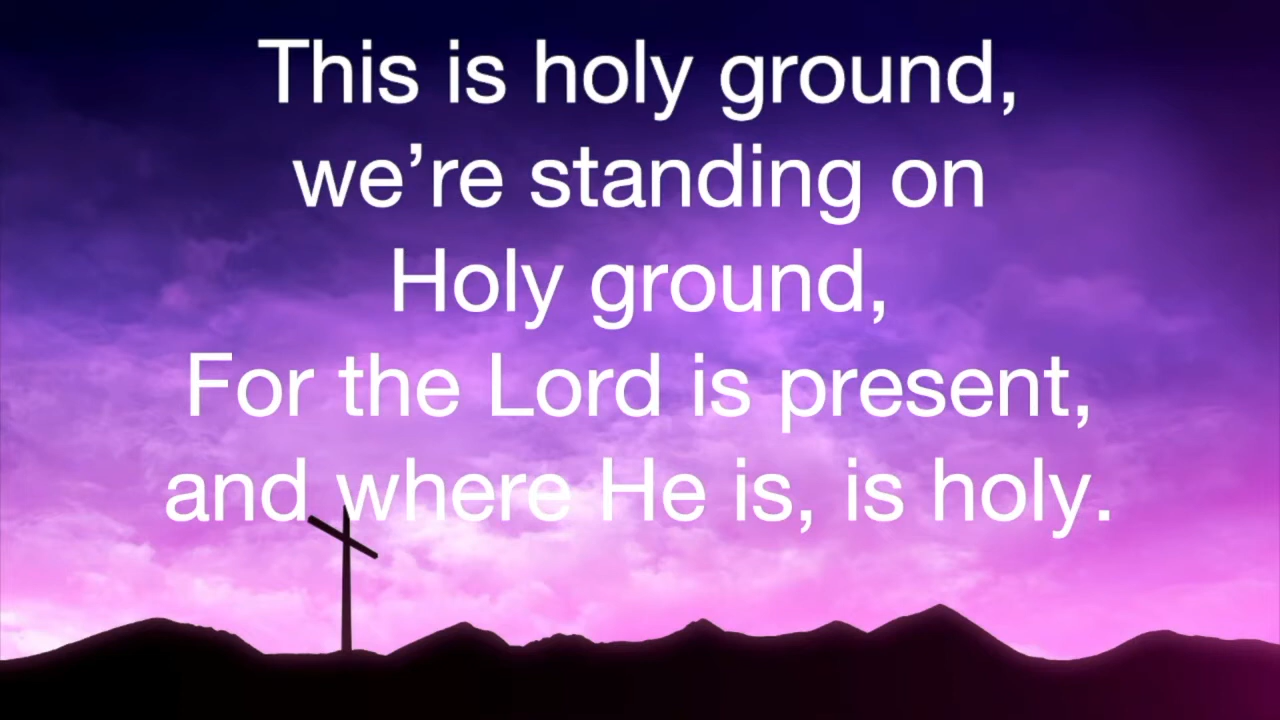 This is holy ground,
we’re standing on
Holy ground,
For the Lord is present,
and where He is, is holy.